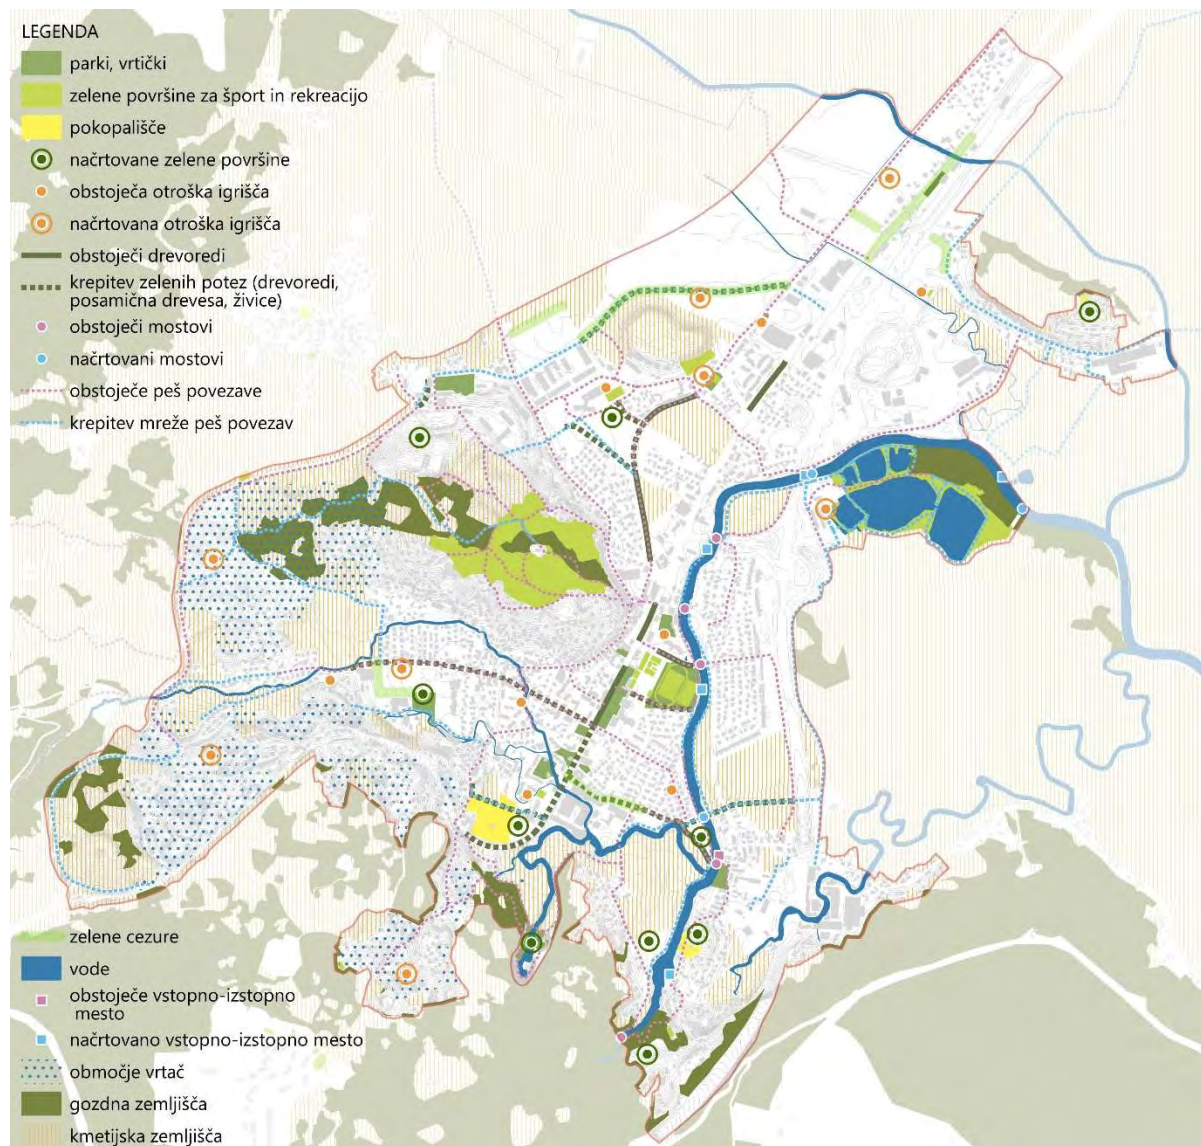 LEGENDA
parki, vrtički
zelene površine za šport in rekreacijo
pokopališče
načrtovane zelene površine
obstoječa otroška igrišča
načrtovana otroška igrišča
obstoječi drevoredi
krepitev zelenih potez (drevoredi,
posamična drevesa, živice)
obstoječi mostovi
načrtovani mostovi
obstoječe peš povezave
krepitev mreže peš povezav
zelene cezure
vode
obstoječe vstopno-izstopno
mesto
načrtovano vstopno-izstopno mesto
območje vrtač
gozdna zemljišča
kmetijska zemljišča